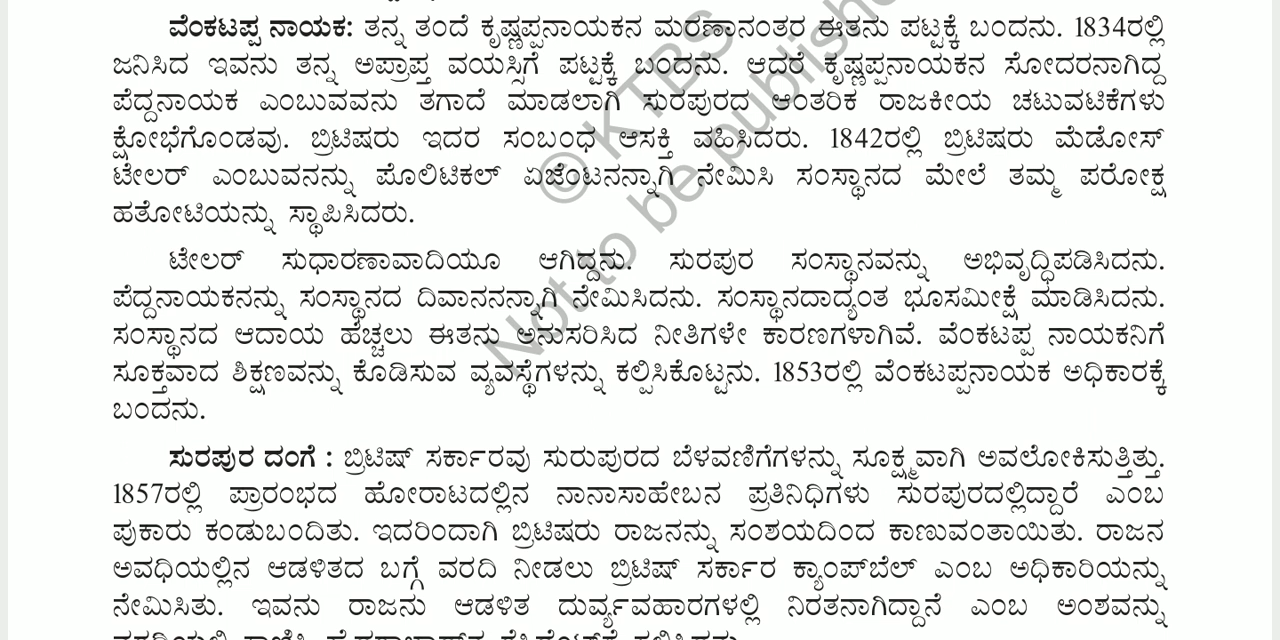 ವೆಂಕಟಪ್ಪ ನಾಯಕ: ತನ್ನ ತಂದೆ ಕೃಷ್ಣಪ್ಪನಾಯಕನ ಮರಣಾನಂತರ ಈತನು ಪಟ್ಟಕ್ಕೆ ಬಂದನು. 1834ರಲ್ಲಿ
ಜನಿಸಿದ ಇವನು ತನ್ನ ಅಪ್ರಾಪ್ತ ವಯಸ್ಸಿಗೆ ಪಟ್ಟಕ್ಕೆ ಬಂದನು. ಆದರೆ ಕೃಷ್ಣಪ್ಪನಾಯಕನ ಸೋದರನಾಗಿದ್ದ
ಪೆದ್ದನಾಯಕ ಎಂಬುವವನು ತಗಾದೆ ಮಾಡಲಾಗಿ ಸುರಪುರದ ಆಂತರಿಕ ರಾಜಕೀಯ ಚಟುವಟಿಕೆಗಳು
ಕ್ಷೋಭೆಗೊಂಡವು. ಬ್ರಿಟಿಷರು ಇದರ ಸಂಬಂಧ ಆಸಕ್ತಿ ವಹಿಸಿದರು. 1842ರಲ್ಲಿ ಬ್ರಿಟಿಷರು ಮೆಡೋಸ್
ಟೇಲರ್ ಎಂಬುವನನ್ನು ಪೊಲಿಟಿಕಲ್ ಏಜೆಂಟನನ್ನಾಗಿ ನೇಮಿಸಿ ಸಂಸ್ಥಾನದ ಮೇಲೆ ತಮ್ಮ ಪರೋಕ್ಷ
ಹತೋಟಿಯನ್ನು ಸ್ಥಾಪಿಸಿದರು.
ಟೇಲರ್ ಸುಧಾರಣಾವಾದಿಯೂ ಆಗಿದ್ದನು. ಸುರಪುರ ಸಂಸ್ಥಾನವನ್ನು ಅಭಿವೃದ್ಧಿಪಡಿಸಿದನು.
ಪೆದ್ದನಾಯಕನನ್ನು ಸಂಸ್ಥಾನದ ದಿವಾನನನ್ನಾಗಿ ನೇಮಿಸಿದನು. ಸಂಸ್ಥಾನದಾದ್ಯಂತ ಭೂಸಮೀಕ್ಷೆ ಮಾಡಿಸಿದನು.
ಸಂಸ್ಥಾನದ ಆದಾಯ ಹೆಚ್ಚಲು ಈತನು ಅನುಸರಿಸಿದ ನೀತಿಗಳೇ ಕಾರಣಗಳಾಗಿವೆ. ವೆಂಕಟಪ್ಪ ನಾಯಕನಿಗೆ
ಸೂಕ್ತವಾದ ಶಿಕ್ಷಣವನ್ನು ಕೊಡಿಸುವ ವ್ಯವಸ್ಥೆಗಳನ್ನು ಕಲ್ಪಿಸಿಕೊಟ್ಟನು. 1853ರಲ್ಲಿ ವೆಂಕಟಪ್ಪನಾಯಕ ಅಧಿಕಾರಕ್ಕೆ
ಬಂದನು.
ಸುರಪುರ ದಂಗೆ : ಬ್ರಿಟಿಷ್ ಸರ್ಕಾರವು ಸುರುಪುರದ ಬೆಳವಣಿಗೆಗಳನ್ನು ಸೂಕ್ಷ್ಮವಾಗಿ ಅವಲೋಕಿಸುತ್ತಿತ್ತು.
1857ರಲ್ಲಿ ಪ್ರಾರಂಭದ ಹೋರಾಟದಲ್ಲಿನ ನಾನಾಸಾಹೇಬನ ಪ್ರತಿನಿಧಿಗಳು ಸುರಪುರದಲ್ಲಿದ್ದಾರೆ ಎಂಬ
ಪುಕಾರು ಕಂಡುಬಂದಿತು. ಇದರಿಂದಾಗಿ ಬ್ರಿಟಿಷರು ರಾಜನನ್ನು ಸಂಶಯದಿಂದ ಕಾಣುವಂತಾಯಿತು. ರಾಜನ
ಅವಧಿಯಲ್ಲಿನ ಆಡಳಿತದ ಬಗ್ಗೆ ವರದಿ ನೀಡಲು ಬ್ರಿಟಿಷ್ ಸರ್ಕಾರ ಕ್ಯಾಂಪ್‌ಬೆಲ್ ಎಂಬ ಅಧಿಕಾರಿಯನ್ನು
ನೇಮಿಸಿತು. ಇವನು ರಾಜನು ಆಡಳಿತ ದುರ್ವ್ಯವಹಾರಗಳಲ್ಲಿ ನಿರತನಾಗಿದ್ದಾನೆ ಎಂಬ ಅಂಶವನ್ನು
© KTBS
Not to be publishe